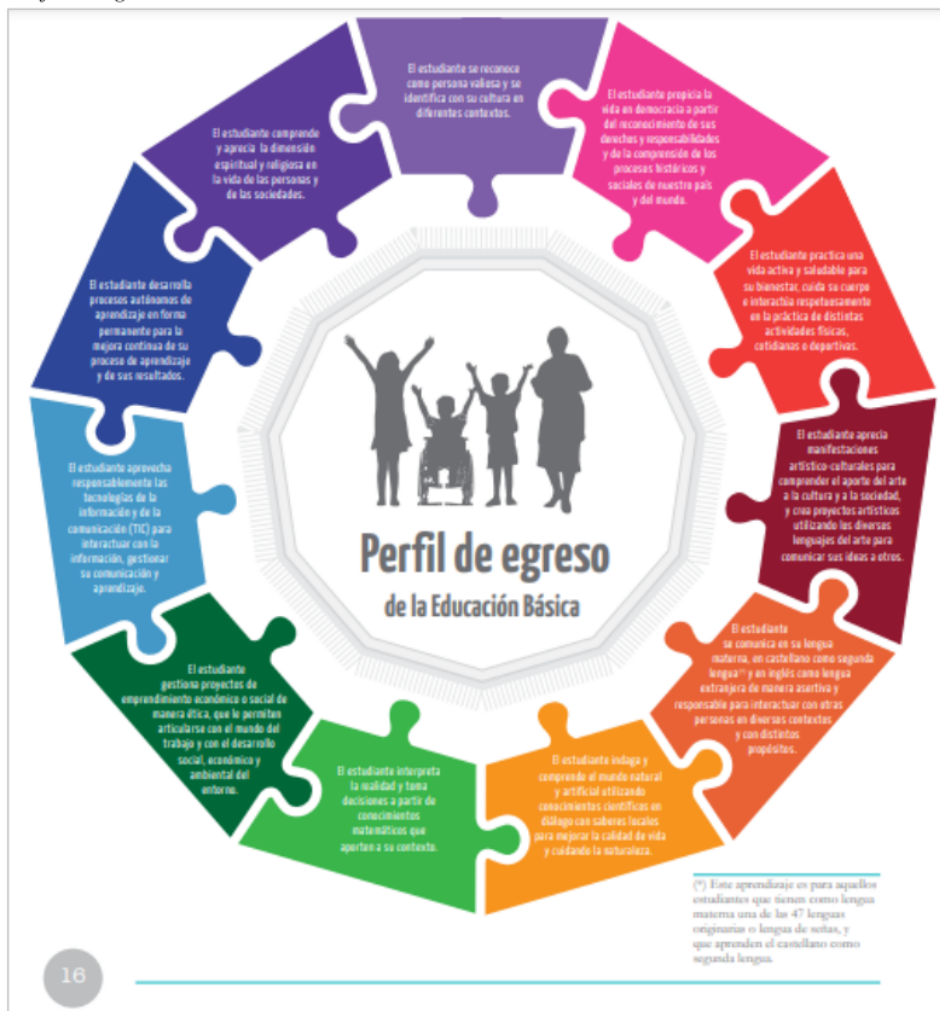 El estudiante se reconoce
como persona valiosa y se
identifica con su cultura en
diferentes contextos.
El estudiante propicia la
vida en democracia a partir
del reconocimiento de sus
derechos y responsabilidades
y de la comprensión de los
procesos históricos y
sociales de nuestro país
y del mundo.
El estudiante practica una
vida activa y saludable para
su bienestar, cuida su cuerpo
e interactúa respetuosamente
en la práctica de distintas
actividades físicas,
cotidianas o deportivas.
El estudiante aprecia
manifestaciones
artístico-culturales para
comprender el aporte del arte
a la cultura y a la sociedad,
y crea proyectos artísticos
utilizando los diversos
lenguajes del arte para
comunicar sus ideas a otros.
El estudiante
se comunica en su lengua
materna, en castellano como segunda
lengua(*) y en inglés como lengua
extranjera de manera asertiva y
responsable para interactuar con otras
personas en diversos contextos
y con distintos
propósitos.
El estudiante indaga y
comprende el mundo natural
y artificial utilizando
conocimientos científicos en
diálogo con saberes locales
para mejorar la calidad de vida
y cuidando la naturaleza.
El estudiante interpreta
la realidad y toma
decisiones a partir de
conocimientos
matemáticos que
aporten a su contexto.
El estudiante
gestiona proyectos de
emprendimiento económico o social de
manera ética, que le permiten
articularse con el mundo del
trabajo y con el desarrollo
social, económico y
ambiental del
entorno.
El estudiante aprovecha
responsablemente las
tecnologías de la
información y de la
comunicación (TIC) para
interactuar con la
información, gestionar
su comunicación y
aprendizaje.
El estudiante desarrolla
procesos autónomos de
aprendizaje en forma
permanente para la
mejora continua de su
proceso de aprendizaje
y de sus resultados.
El estudiante comprende
y aprecia la dimensión
espiritual y religiosa en
la vida de las personas y
de las sociedades.
Perfil de egreso
de la Educación Básica
(*) Este aprendizaje es para aquellos
estudiantes que tienen como lengua
materna una de las 47 lenguas
originarias o lengua de señas, y
que aprenden el castellano como
segunda lengua.
16